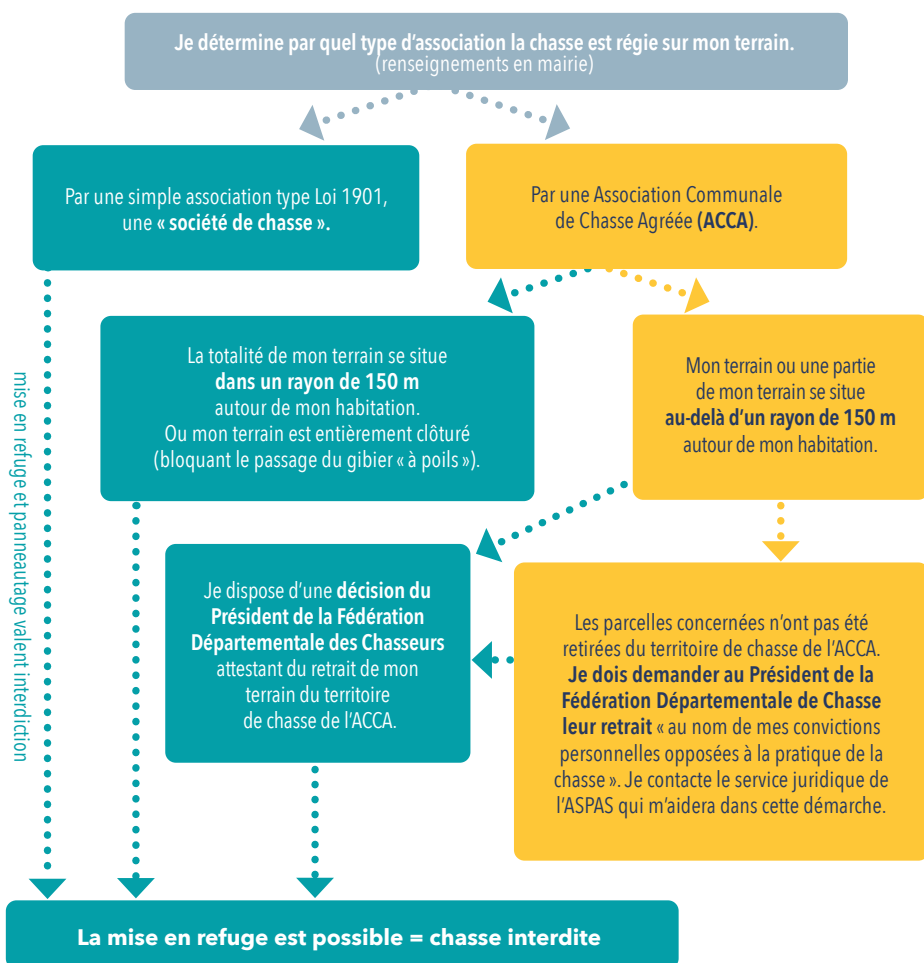 Je détermine par quel type d’association la chasse est régie sur mon terrain.
(renseignements en mairie)
Par une simple association type Loi 1901,
une « société de chasse ».
Par une Association Communale
de Chasse Agréée (ACCA).
La totalité de mon terrain se situe
dans un rayon de 150 m
autour de mon habitation.
Ou mon terrain est entièrement clôturé
(bloquant le passage du gibier « à poils »).
Mon terrain ou une partie
de mon terrain se situe
au-delà d’un rayon de 150 m
autour de mon habitation.
mise en refuge et panneautage valent interdiction
Je dispose d’une décision du
Président de la Fédération
Départementale des Chasseurs
attestant du retrait de mon
terrain du territoire
de chasse de l’ACCA.
Les parcelles concernées n’ont pas été
retirées du territoire de chasse de l’ACCA.
Je dois demander au Président de la
Fédération Départementale de Chasse
leur retrait « au nom de mes convictions
personnelles opposées à la pratique de la
chasse ». Je contacte le service juridique de
l’ASPAS qui m’aidera dans cette démarche.
La mise en refuge est possible = chasse interdite